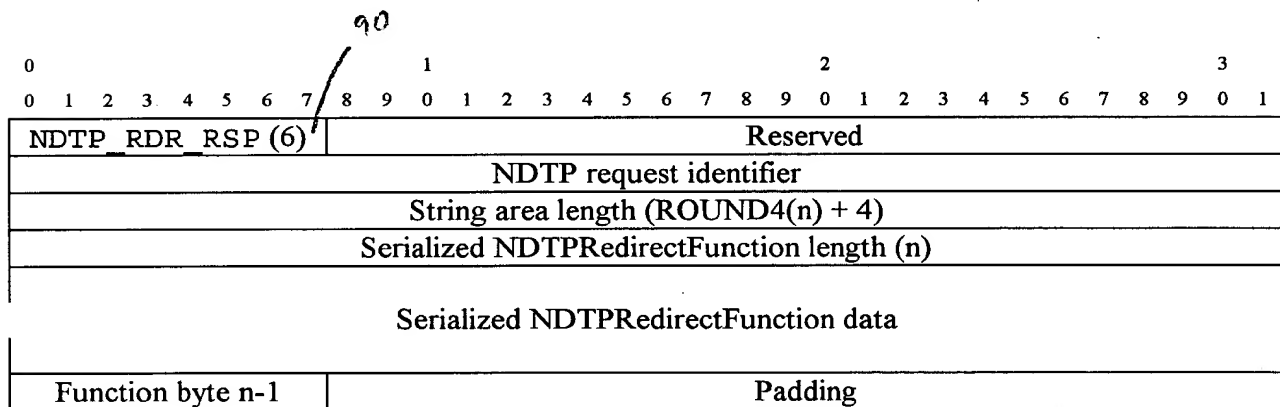 90
0 1 2 3
0 1 2 3 4 5 6 7 8 9 0 1 2 3 4 5 6 7 8 9 0 1 2 3 4 5 6 7 8 9 0 1
NDTP_RDR_RSP (6) Reserved
NDTP request identifier
String area length (ROUND4(n) + 4)
Serialized NDTPRedirectFunction length (n)
Serialized NDTPRedirectFunction data
Function byte n-1 Padding